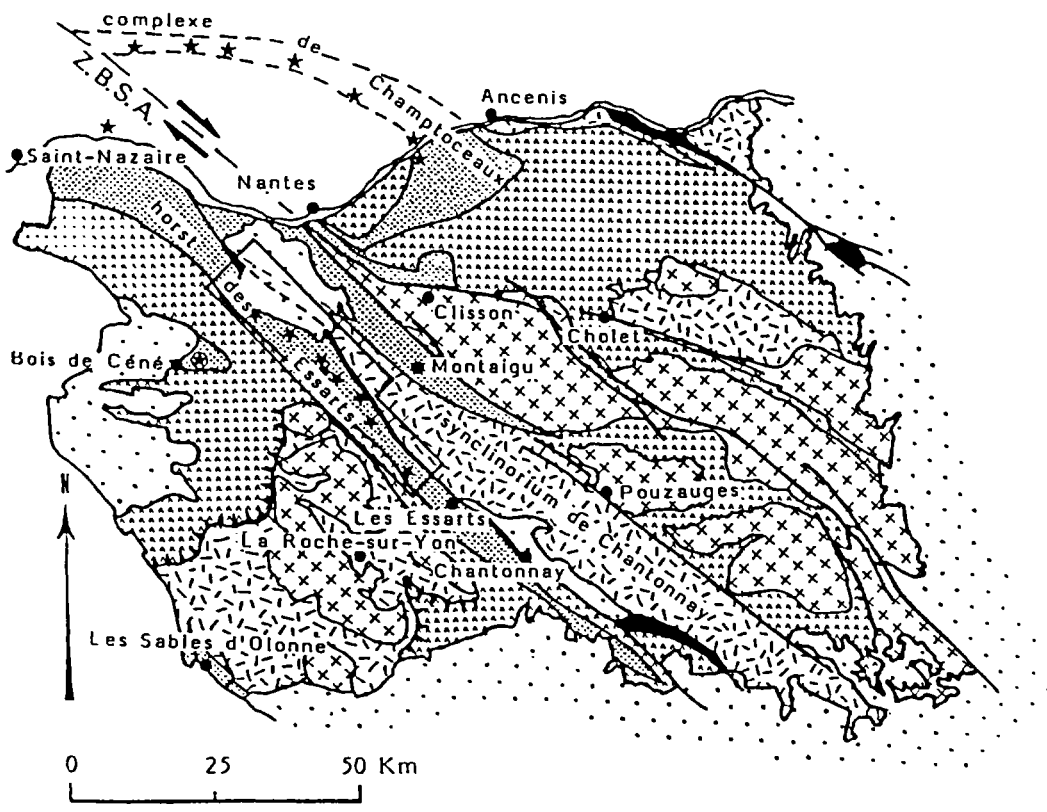 complexe de Champtoceaux
Z.B.S.A.
Ancenis
Saint-Nazaire
Nantes
horst des Essarts
Clisson
Cholet
Bois de Céné
Montaigu
synclinorium de Chantonnay
N
Pouzauges
Les Essarts
La Roche-sur-Yon
Chantonnay
Les Sables d'Olonne
0 25 50 Km